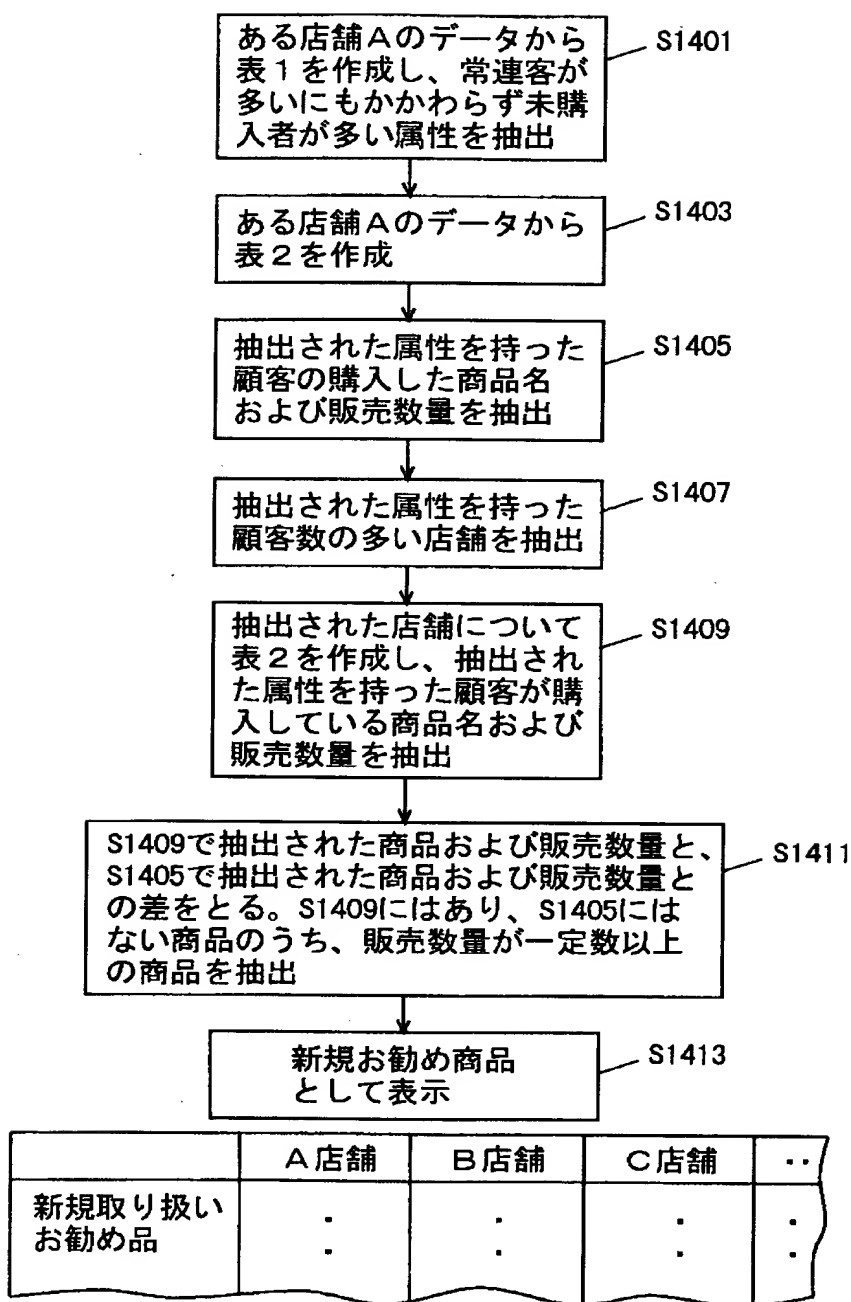 ある店舗Aのデータから
表1を作成し、常連客が
多いにもかかわらず未購
入者が多い属性を抽出
S1401
ある店舗Aのデータから
表2を作成
S1403
抽出された属性を持った
顧客の購入した商品名
および販売数量を抽出
S1405
抽出された属性を持った
顧客数の多い店舗を抽出
S1407
抽出された店舗について
表2を作成し、抽出され
た属性を持った顧客が購
入している商品名および
販売数量を抽出
S1409
S1409で抽出された商品および販売数量と、
S1405で抽出された商品および販売数量と
の差をとる。S1409にはあり、S1405には
ない商品のうち、販売数量が一定数以上
の商品を抽出
S1411
新規お勧め商品
として表示
S1413
A店舗 B店舗 C店舗 ‥
新規取り扱い
お勧め品